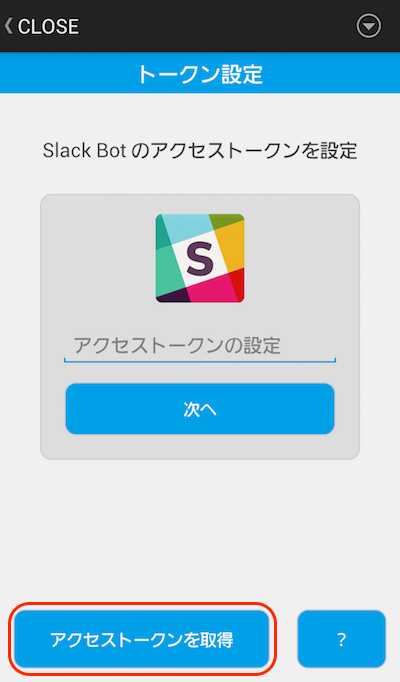 CLOSE
トークン設定
Slack Bot のアクセストークンを設定
S
アクセストークンの設定
次へ
アクセストークンを取得
?